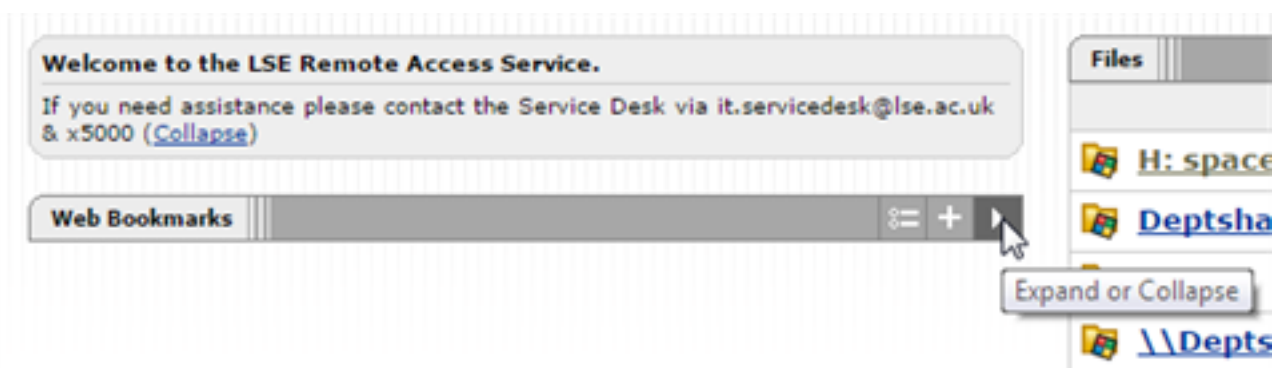 Welcome to the LSE Remote Access Service.
If you need assistance please contact the Service Desk via it.servicedesk@lse.ac.uk
& x5000 (Collapse)
Web Bookmarks
Expand or Collapse
Files
H: space
Deptsha
\\Depts